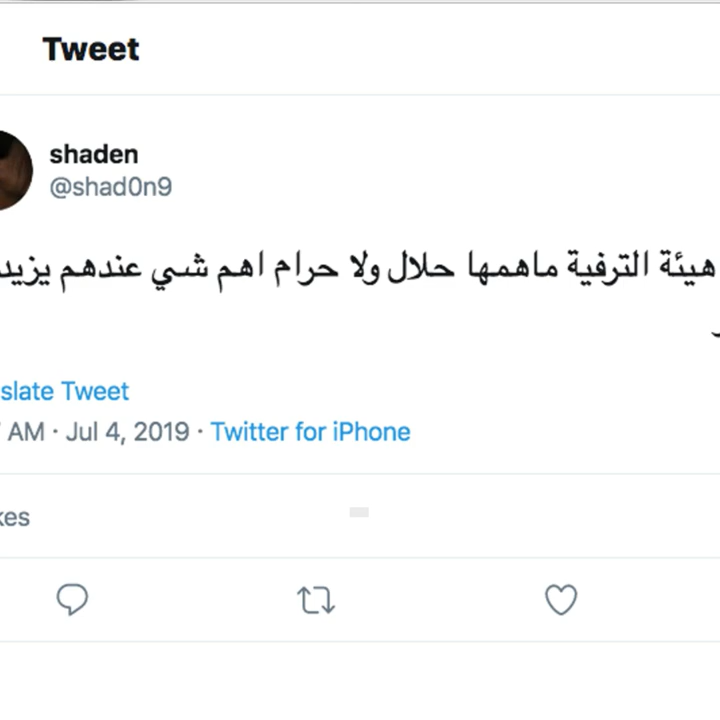 Tweet
shaden
@shad0n9
هيئة الترفية ماهمها حلال ولا حرام اهم شي عندهم يزيد
slate Tweet
AM · Jul 4, 2019 · Twitter for iPhone
kes